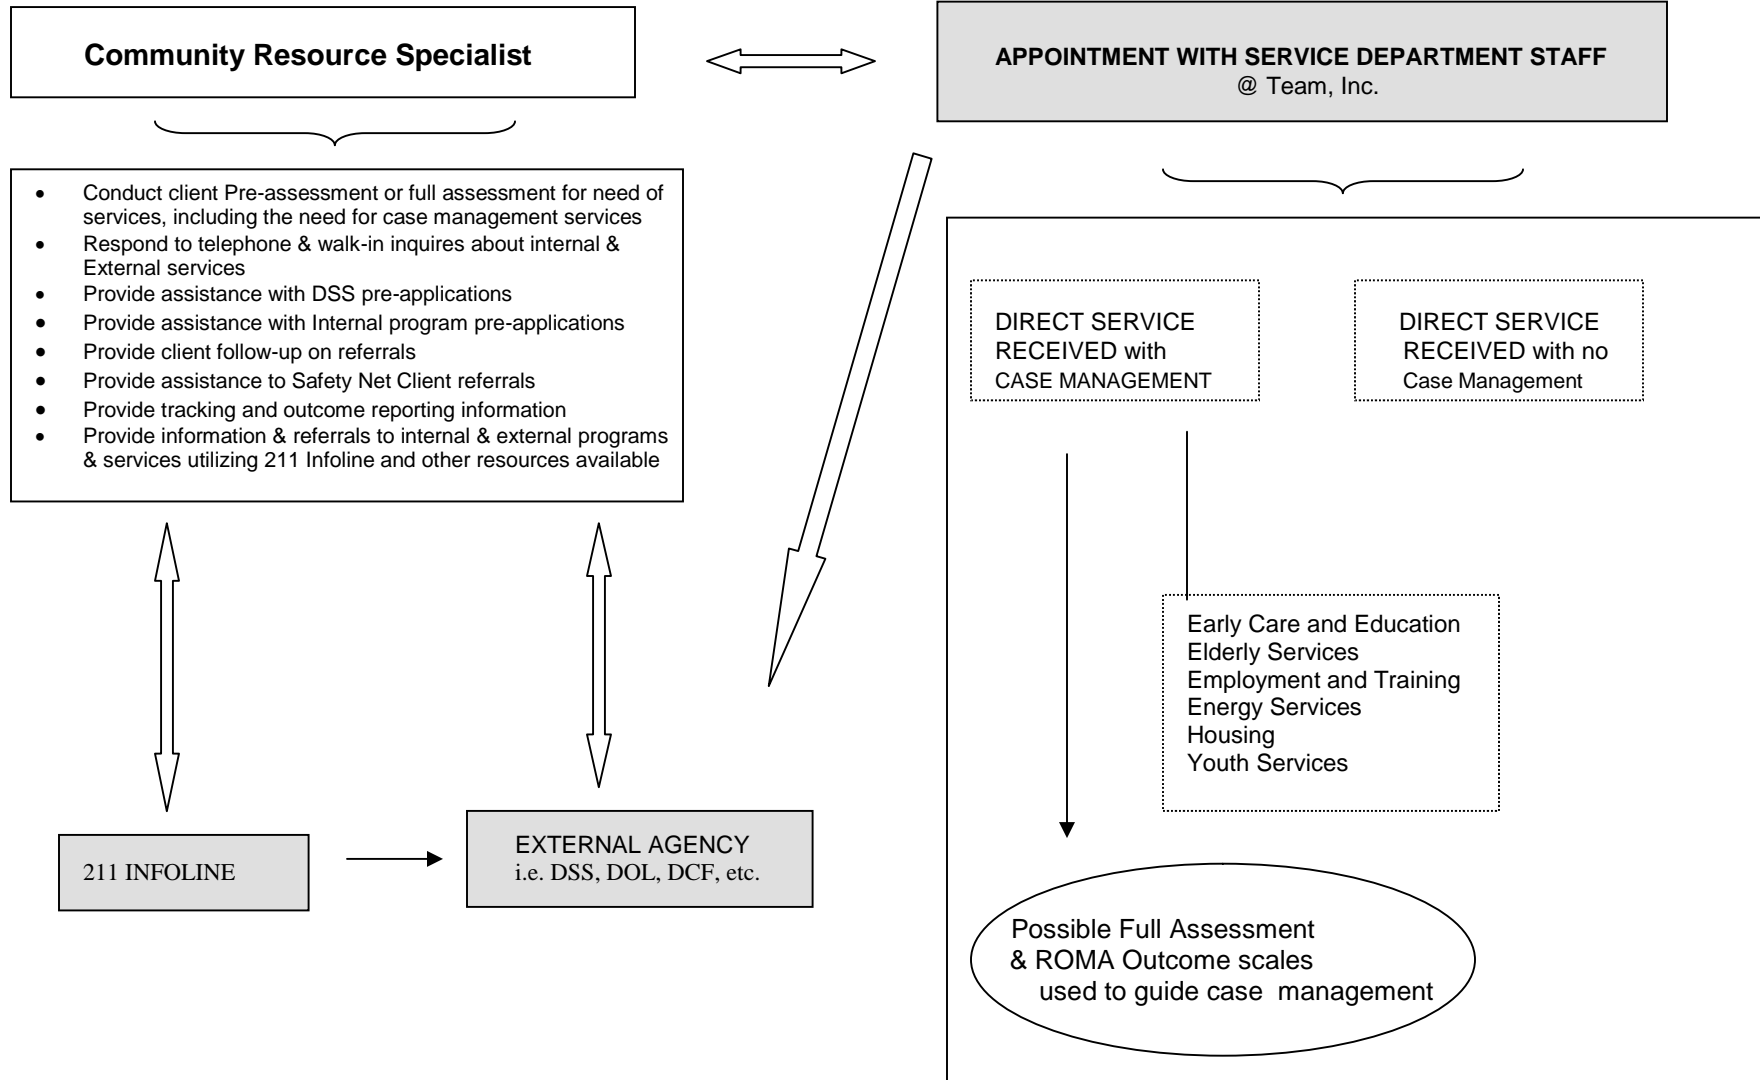 Community Resource Specialist
APPOINTMENT WITH SERVICE DEPARTMENT STAFF
@ Team, Inc.
• Conduct client Pre-assessment or full assessment for need of
services, including the need for case management services
• Respond to telephone & walk-in inquires about internal &
External services
• Provide assistance with DSS pre-applications
• Provide assistance with Internal program pre-applications
• Provide client follow-up on referrals
• Provide assistance to Safety Net Client referrals
• Provide tracking and outcome reporting information
• Provide information & referrals to internal & external programs
& services utilizing 211 Infoline and other resources available
DIRECT SERVICE
RECEIVED with
CASE MANAGEMENT
DIRECT SERVICE
RECEIVED with no
Case Management
Early Care and Education
Elderly Services
Employment and Training
Energy Services
Housing
Youth Services
211 INFOLINE
EXTERNAL AGENCY
i.e. DSS, DOL, DCF, etc.
Possible Full Assessment
& ROMA Outcome scales
used to guide case management